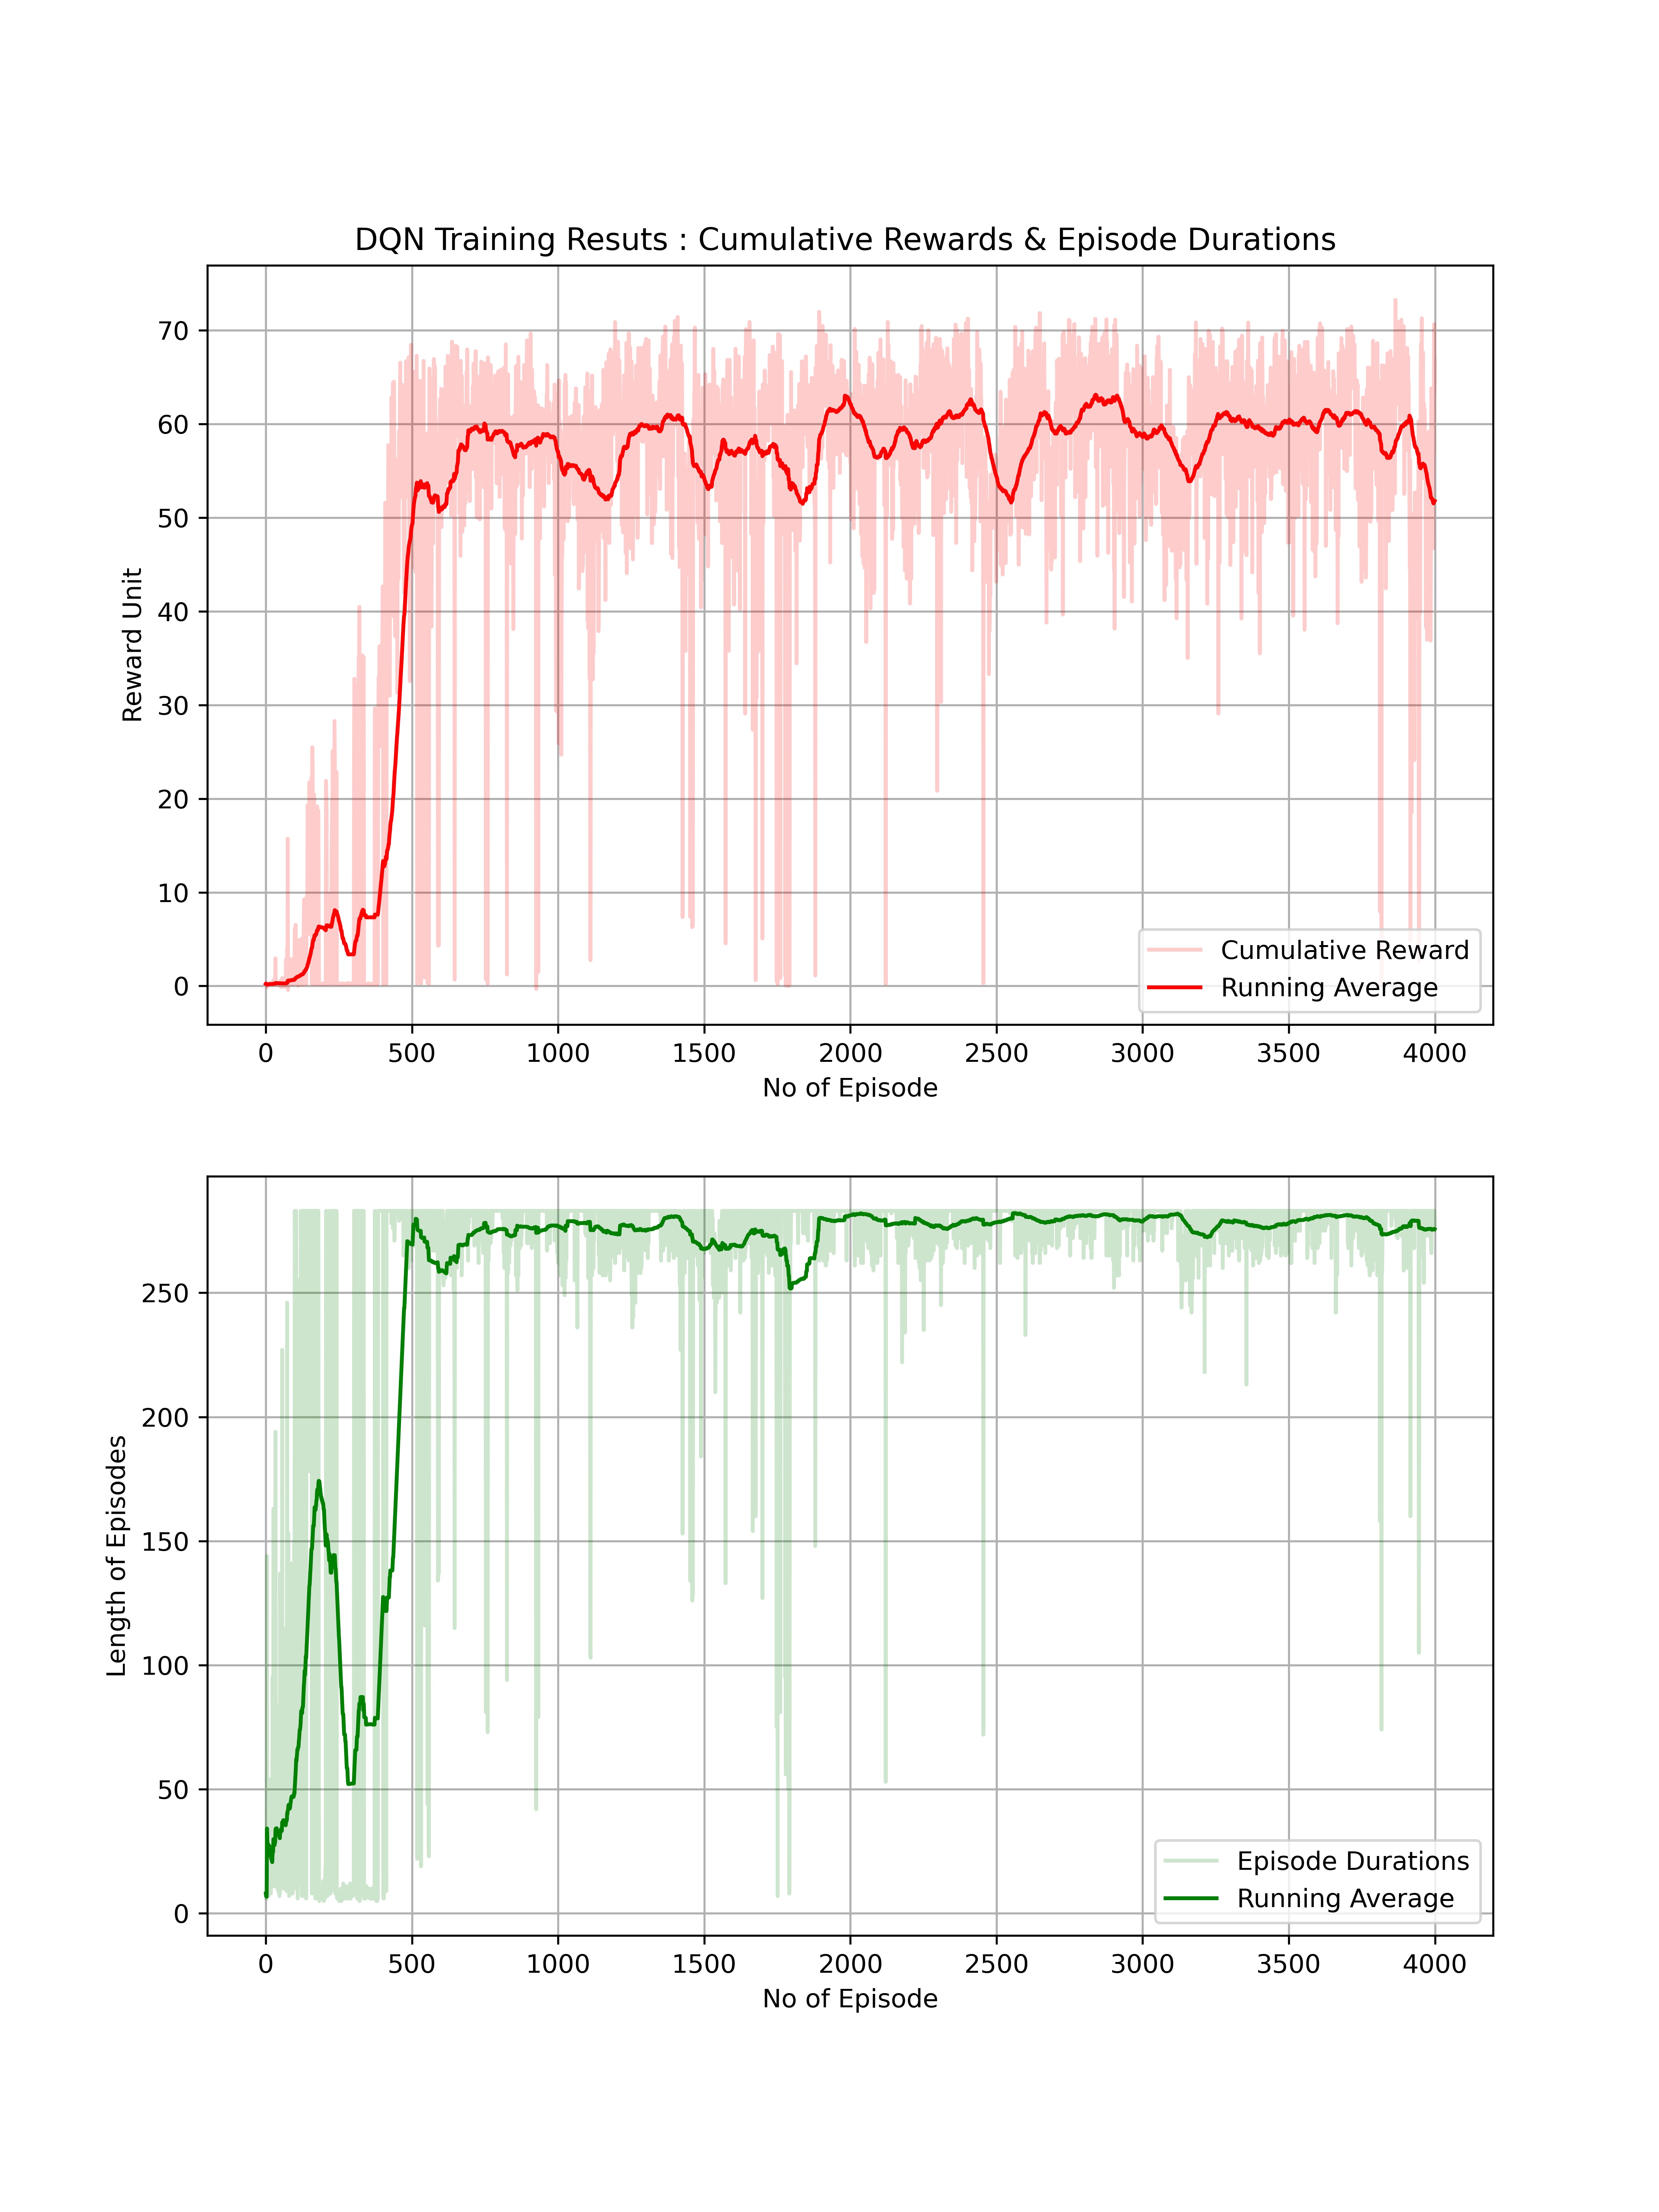 DQN Training Resuts : Cumulative Rewards & Episode Durations
70
60
50
40
30
20
10
0
Reward Unit
Cumulative Reward
Running Average
0 500 1000 1500 2000 2500 3000 3500 4000
No of Episode
250
200
150
100
50
0
Length of Episodes
Episode Durations
Running Average
0 500 1000 1500 2000 2500 3000 3500 4000
No of Episode